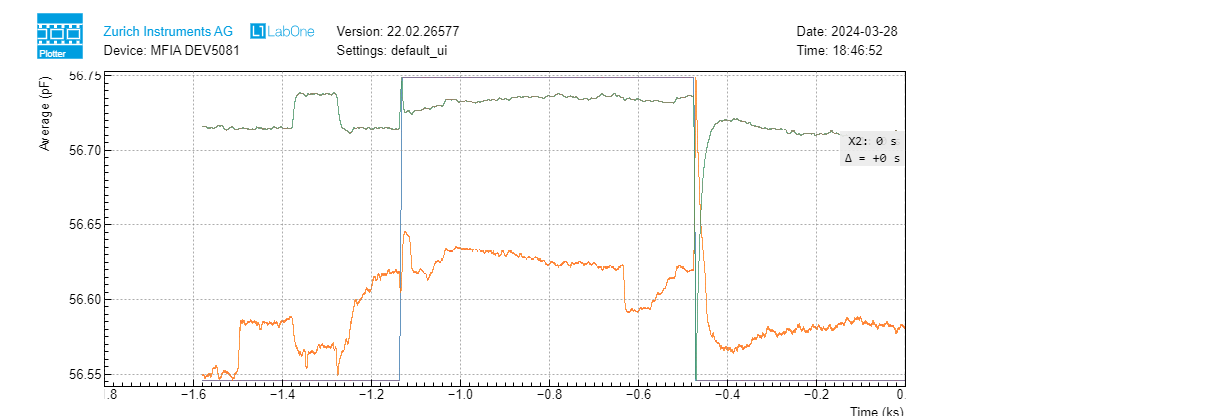 Zurich Instruments AG LabOne Version: 22.02.26577 Date: 2024-03-28
Plotter Device: MFIA DEV5081 Settings: default_ui Time: 18:46:52
Average (pF)
56.75
56.70
56.65
56.60
56.55
X2: 0 s
Δ = +0 s
.8 −1.6 −1.4 −1.2 −1.0 −0.8 −0.6 −0.4 −0.2 0.
Time (ks)